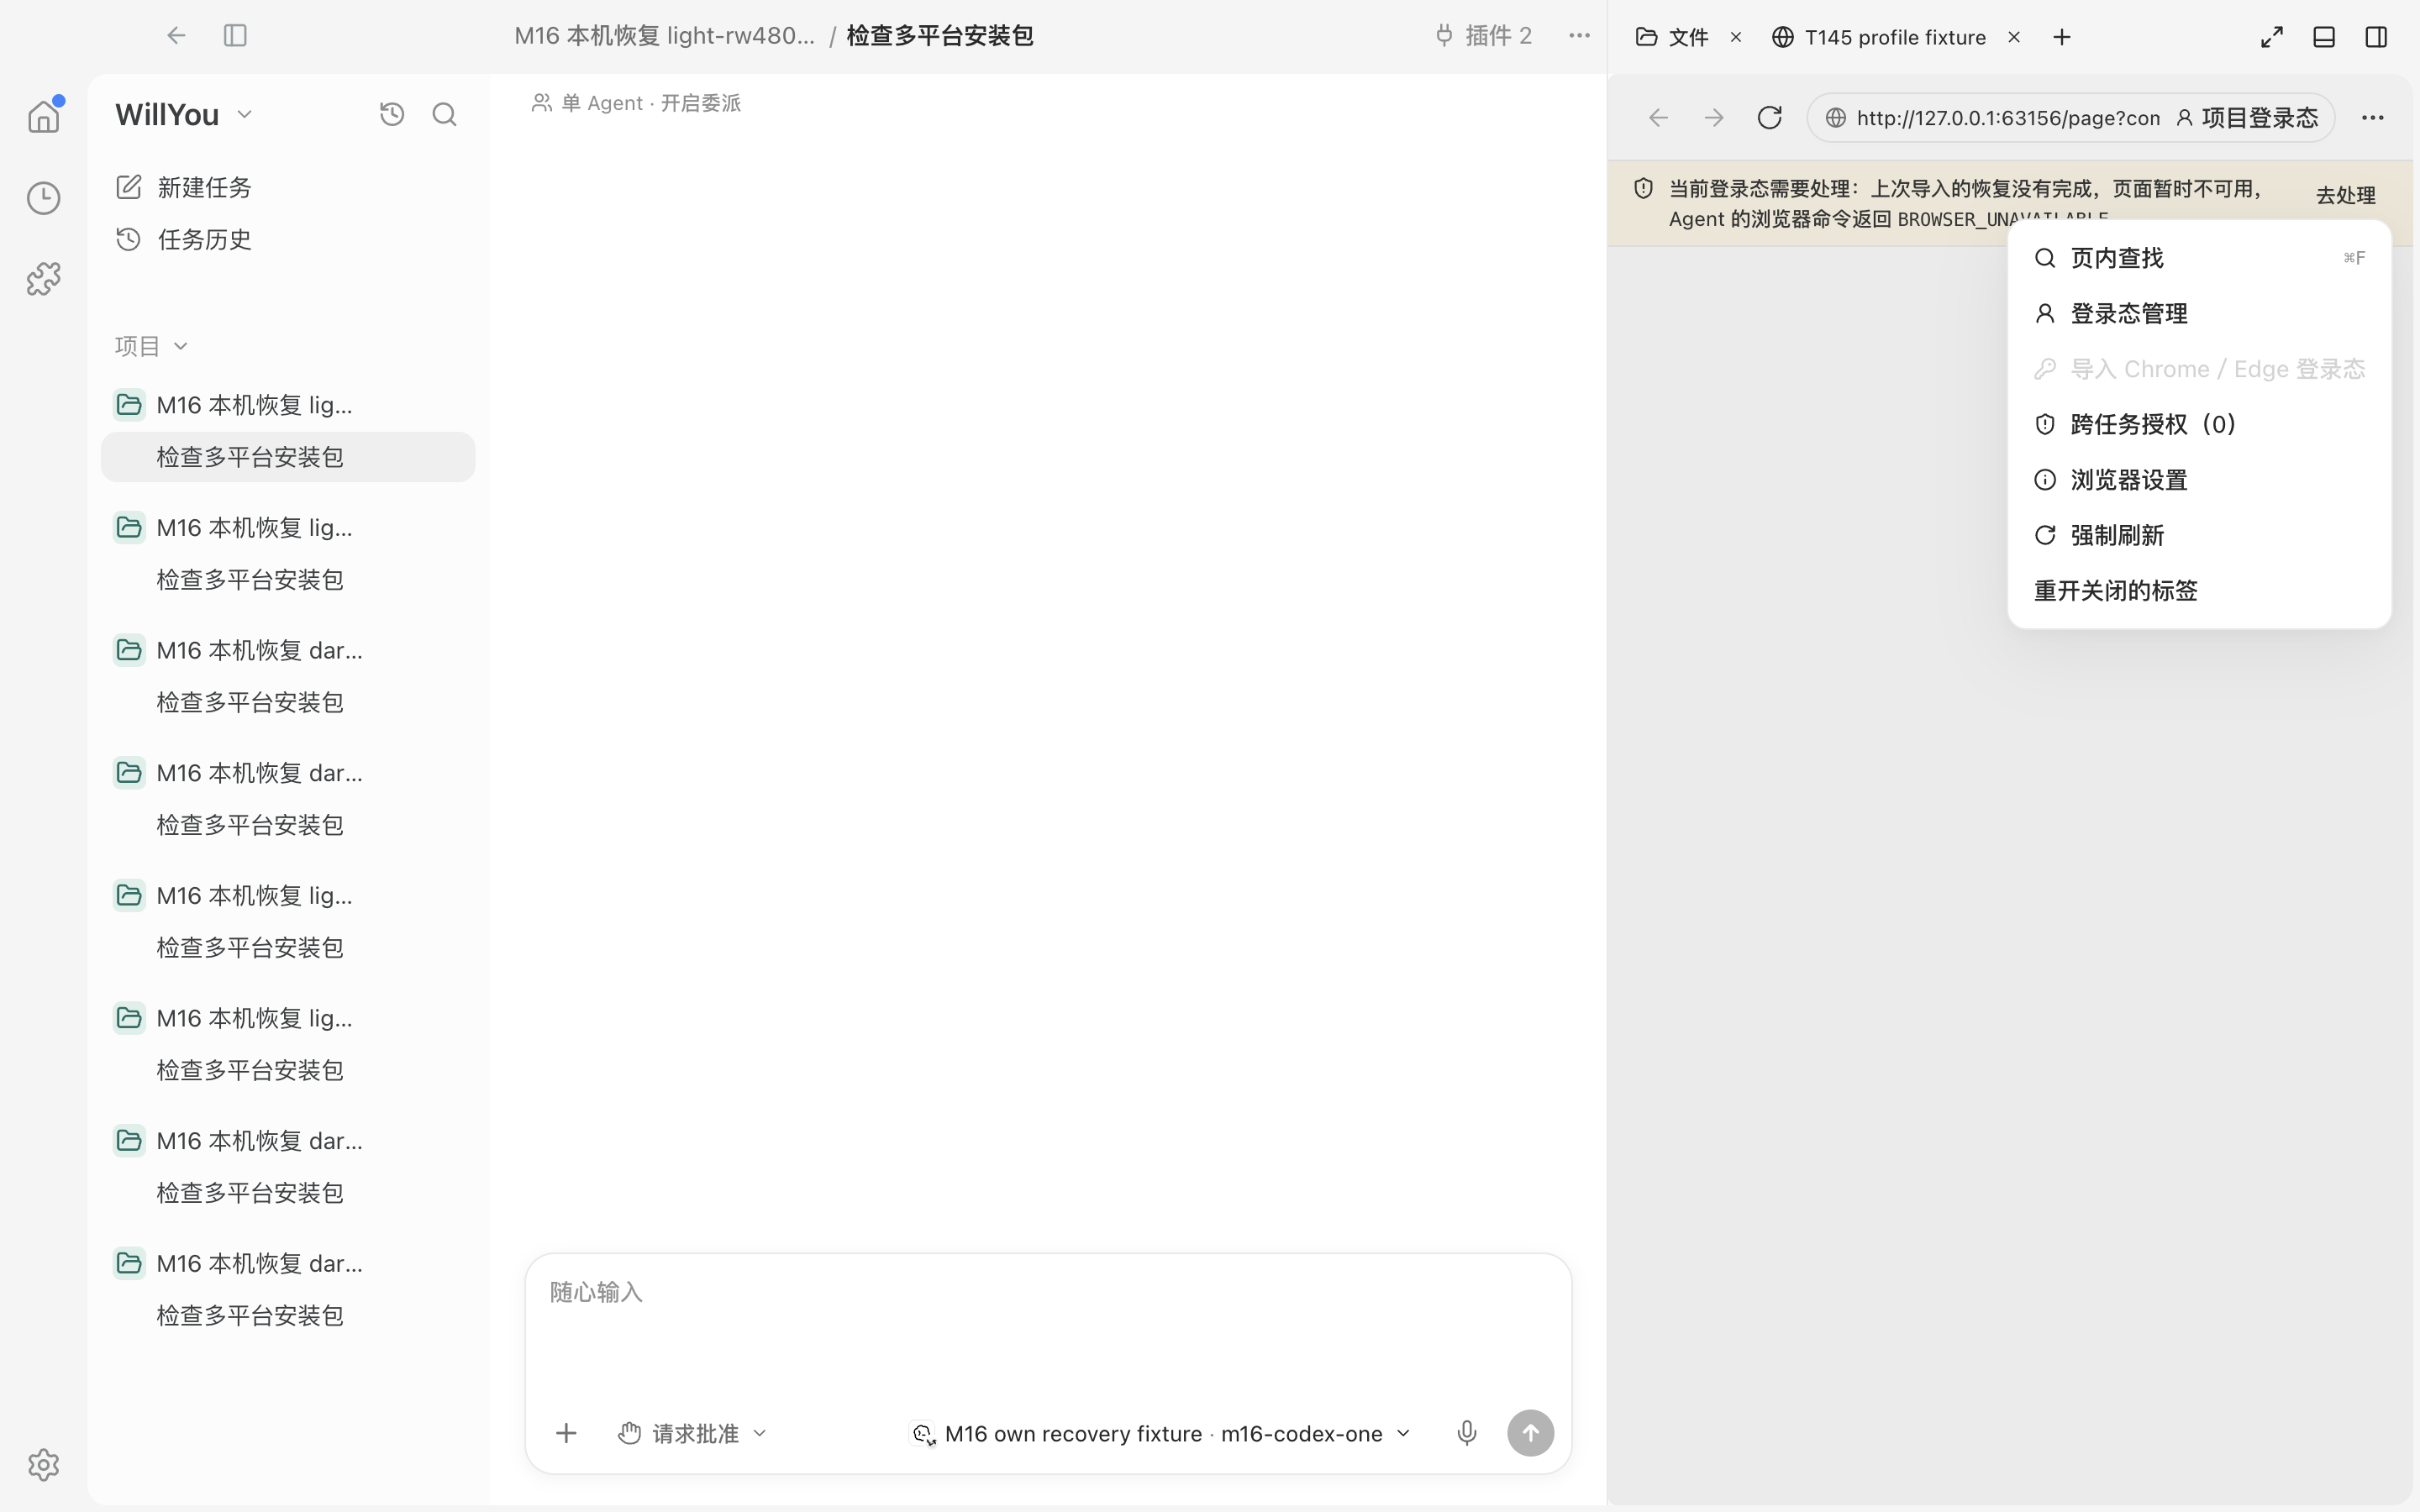 M16 本机恢复 light-rw480... / 检查多平台安装包
插件 2
文件
T145 profile fixture
WillYou
新建任务
任务历史
项目
M16 本机恢复 lig...
检查多平台安装包
M16 本机恢复 lig...
检查多平台安装包
M16 本机恢复 dar...
检查多平台安装包
M16 本机恢复 dar...
检查多平台安装包
M16 本机恢复 lig...
检查多平台安装包
M16 本机恢复 lig...
检查多平台安装包
M16 本机恢复 dar...
检查多平台安装包
M16 本机恢复 dar...
检查多平台安装包
单 Agent · 开启委派
随心输入
请求批准
M16 own recovery fixture · m16-codex-one
http://127.0.0.1:63156/page?con
项目登录态
当前登录态需要处理：上次导入的恢复没有完成，页面暂时不可用，
Agent 的浏览器命令返回 BROWSER_UNAVAILABLE
去处理
页内查找 ⌘F
登录态管理
导入 Chrome / Edge 登录态
跨任务授权（0）
浏览器设置
强制刷新
重开关闭的标签